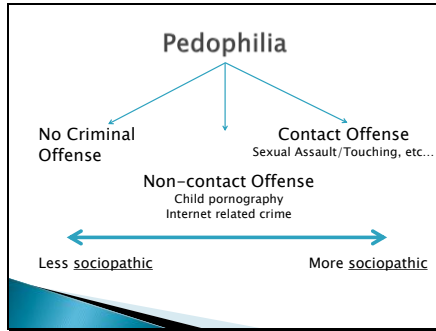 Pedophilia
No Criminal
Offense
Contact Offense
Sexual Assault/Touching, etc…
Non-contact Offense
Child pornography
Internet related crime
Less sociopathic
More sociopathic